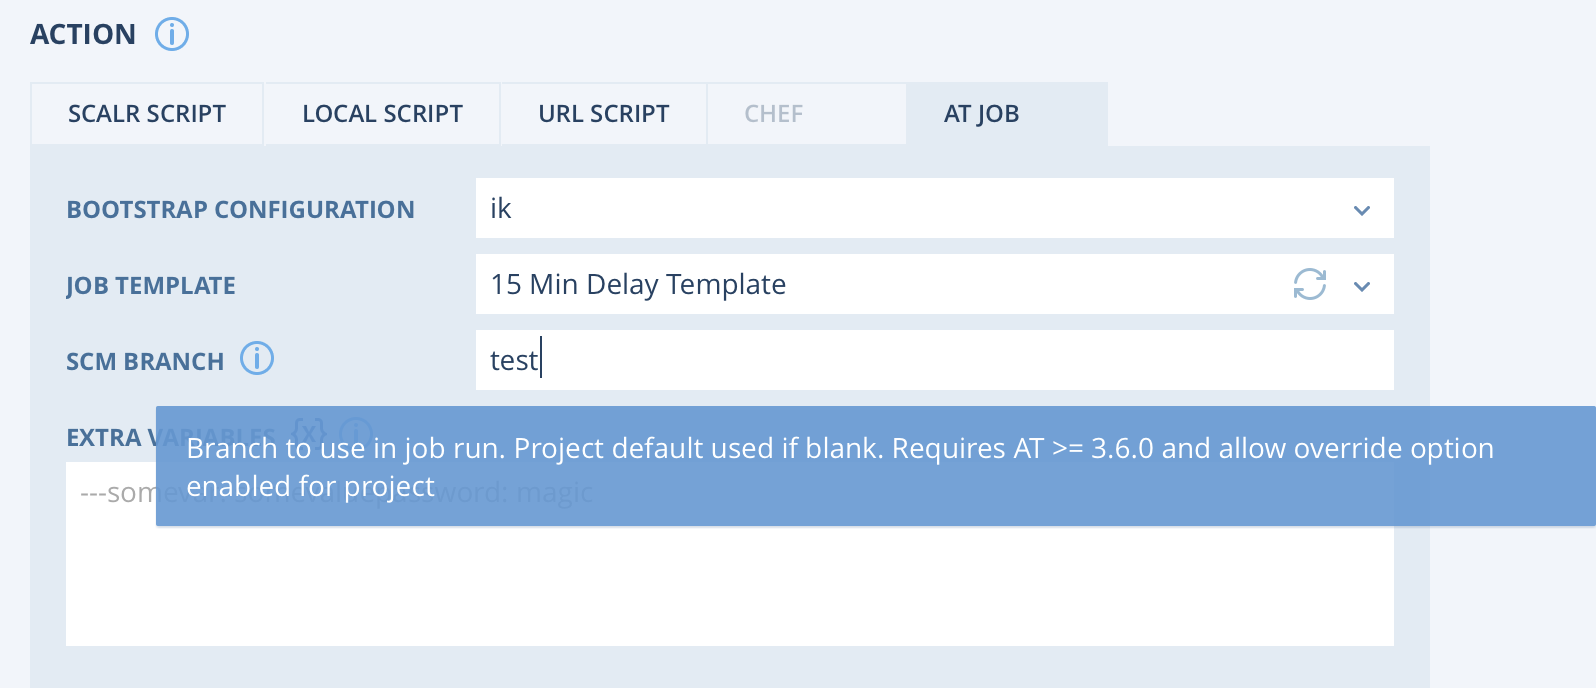 ACTION
SCALR SCRIPT LOCAL SCRIPT URL SCRIPT CHEF AT JOB
BOOTSTRAP CONFIGURATION ik
JOB TEMPLATE 15 Min Delay Template
SCM BRANCH test
EXTRA VARIABLES {x}
Branch to use in job run. Project default used if blank. Requires AT >= 3.6.0 and allow override option
enabled for project
magic